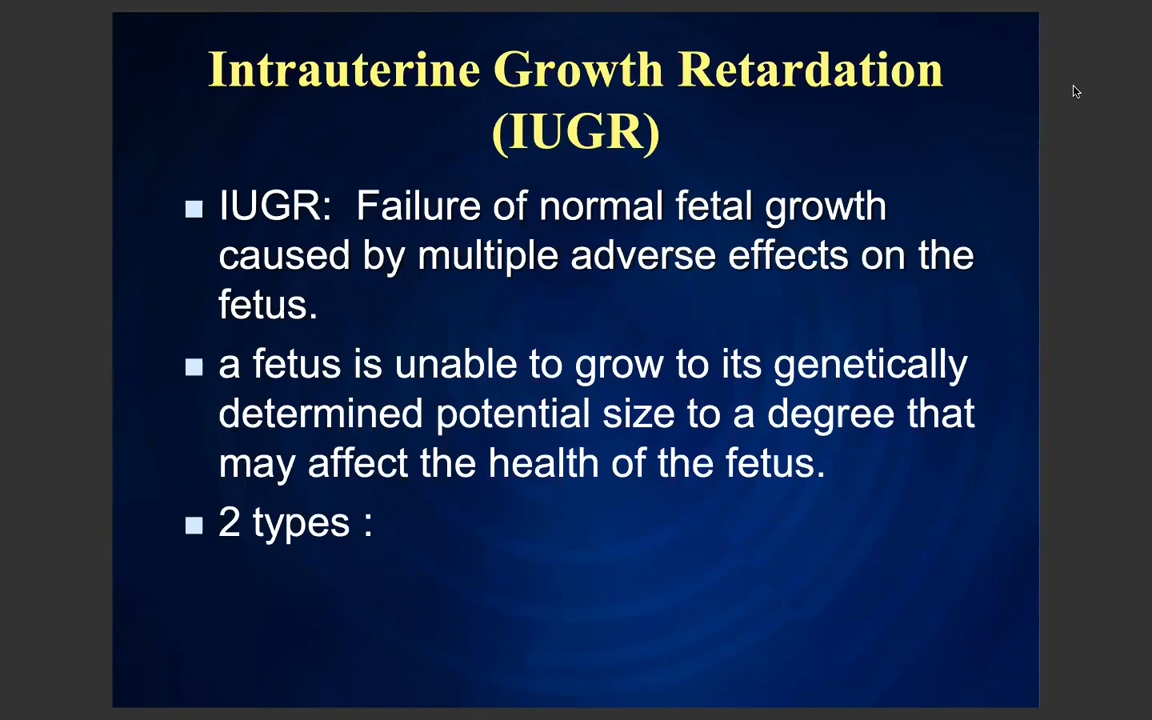 Intrauterine Growth Retardation
(IUGR)
IUGR:  Failure of normal fetal growth
caused by multiple adverse effects on the
fetus.
a fetus is unable to grow to its genetically
determined potential size to a degree that
may affect the health of the fetus.
2 types :